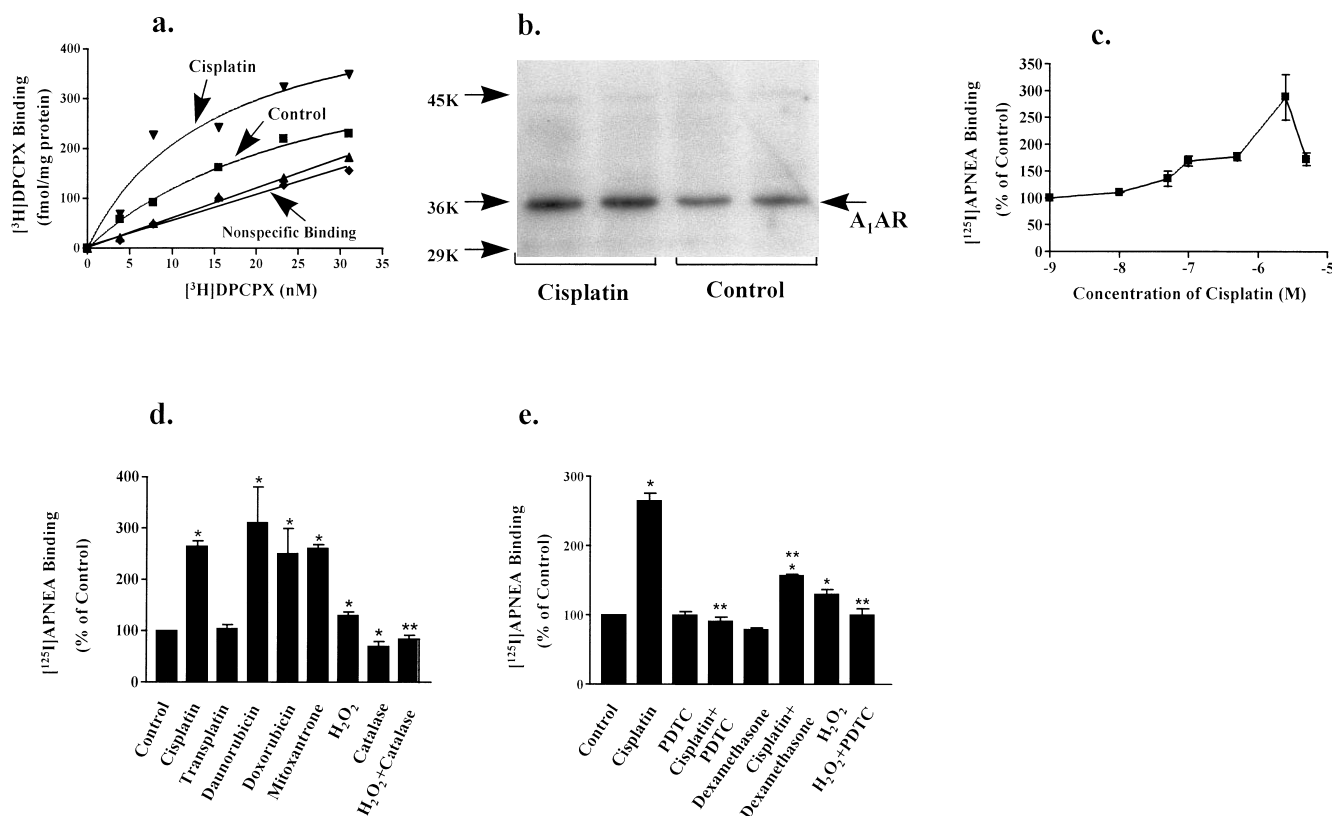 a.
[³H]DPCPX Binding
(fmol/mg protein)
400
300
200
100
0
Cisplatin
Control
Nonspecific Binding
0 5 10 15 20 25 30 35
[³H]DPCPX (nM)
b.
45K
36K
29K
A₁AR
Cisplatin Control
c.
[¹²⁵I]APNEA Binding
(% of Control)
350
300
250
200
150
100
50
0
-9 -8 -7 -6 -5
Concentration of Cisplatin (M)
d.
[¹²⁵I]APNEA Binding
(% of Control)
400
300
200
100
0
* * * * * * **
Control
Cisplatin
Transplatin
Daunorubicin
Doxorubicin
Mitoxantrone
H₂O₂
Catalase
H₂O₂+Catalase
e.
[¹²⁵I]APNEA Binding
(% of Control)
300
200
100
0
*
**
**
*
*
**
Control
Cisplatin
PDTC
Cisplatin+
PDTC
Dexamethasone
Cisplatin+
Dexamethasone
H₂O₂
H₂O₂+PDTC